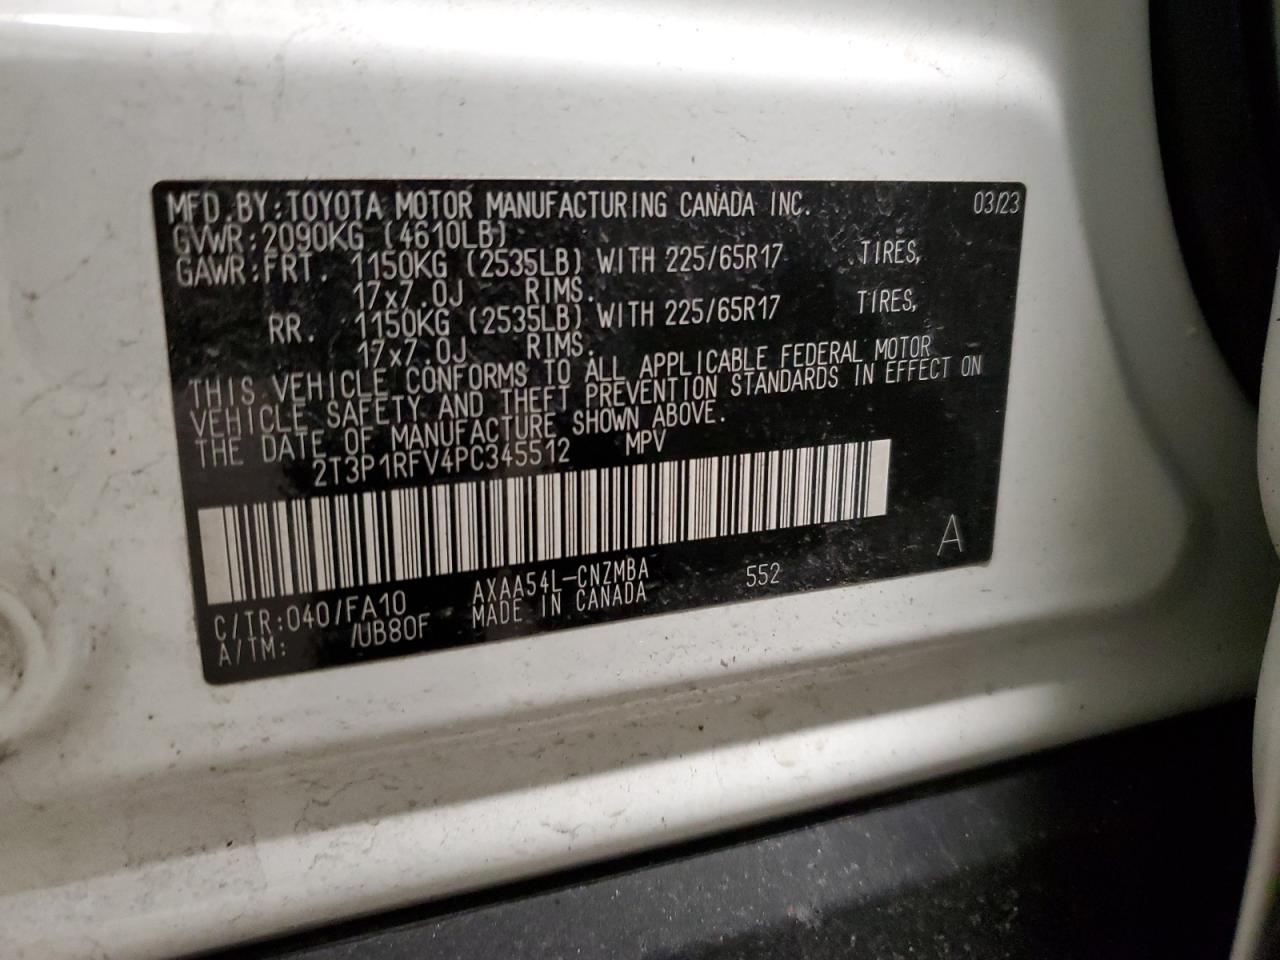 MFD.BY:TOYOTA MOTOR MANUFACTURING CANADA INC. 03/23
GVWR:2090KG (4610LB)
GAWR:FRT. 1150KG (2535LB) WITH 225/65R17 TIRES,
17x7.0J RIMS.
RR. 1150KG (2535LB) WITH 225/65R17 TIRES,
17x7.0J RIMS.
THIS VEHICLE CONFORMS TO ALL APPLICABLE FEDERAL MOTOR
VEHICLE SAFETY AND THEFT PREVENTION STANDARDS IN EFFECT ON
THE DATE OF MANUFACTURE SHOWN ABOVE.
2T3P1RFV4PC345512 MPV
A
C/TR:040/FA10 AXAA54L-CNZMBA 552
A/TM: /UB80F MADE IN CANADA